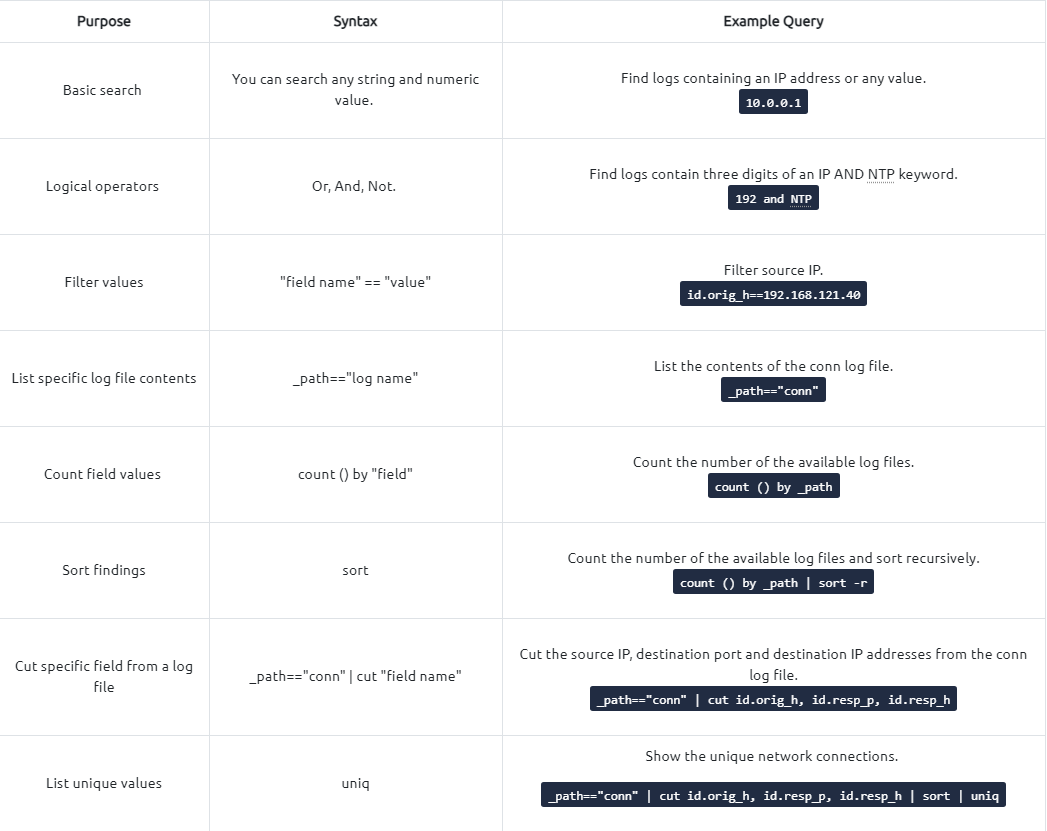 Purpose Syntax Example Query
Basic search
You can search any string and numeric
value.
Find logs containing an IP address or any value.
10.0.0.1
Logical operators
Or, And, Not.
Find logs contain three digits of an IP AND NTP keyword.
192 and NTP
Filter values
"field name" == "value"
Filter source IP.
id.orig_h==192.168.121.40
List specific log file contents
_path=="log name"
List the contents of the conn log file.
_path=="conn"
Count field values
count () by "field"
Count the number of the available log files.
count () by _path
Sort findings
sort
Count the number of the available log files and sort recursively.
count () by _path | sort -r
Cut specific field from a log
file
_path=="conn" | cut "field name"
Cut the source IP, destination port and destination IP addresses from the conn
log file.
_path=="conn" | cut id.orig_h, id.resp_p, id.resp_h
List unique values
uniq
Show the unique network connections.
_path=="conn" | cut id.orig_h, id.resp_p, id.resp_h | sort | uniq